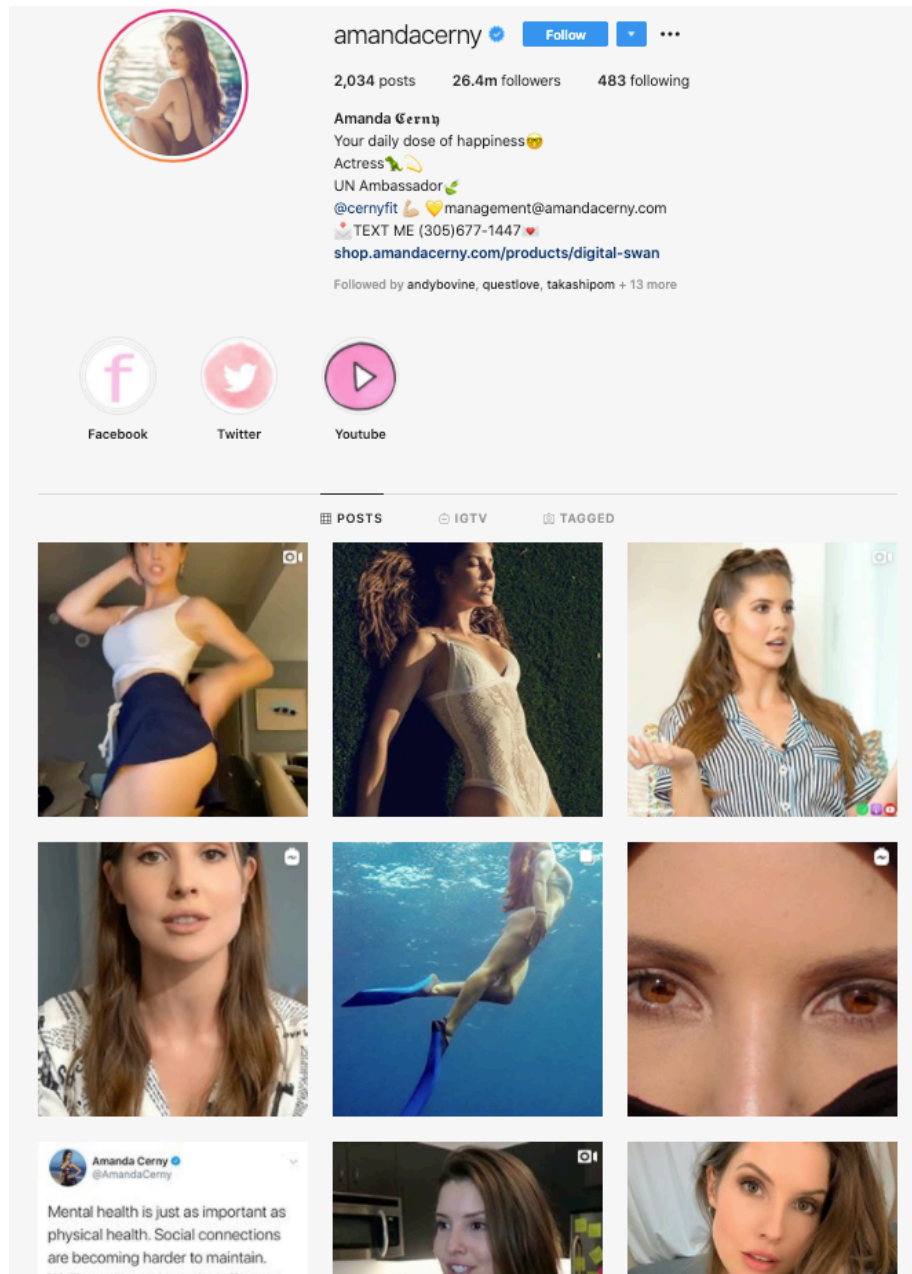 amandacerny Follow
2,034 posts 26.4m followers 483 following
Amanda 𝕮𝖊𝖗𝖓𝖞
Your daily dose of happiness🤓
Actress🦖💫
UN Ambassador🌿
@cernyfit 💪🏼 💛management@amandacerny.com
📩TEXT ME (305)677-1447💌
shop.amandacerny.com/products/digital-swan
Followed by andybovine, questlove, takashipom + 13 more
Facebook Twitter Youtube
POSTS IGTV TAGGED
Amanda Cerny
@AmandaCerny
Mental health is just as important as
physical health. Social connections
are becoming harder to maintain.